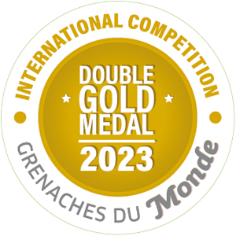 INTERNATIONAL COMPETITION
DOUBLE
GOLD
MEDAL
2023
GRENACHES DU Monde